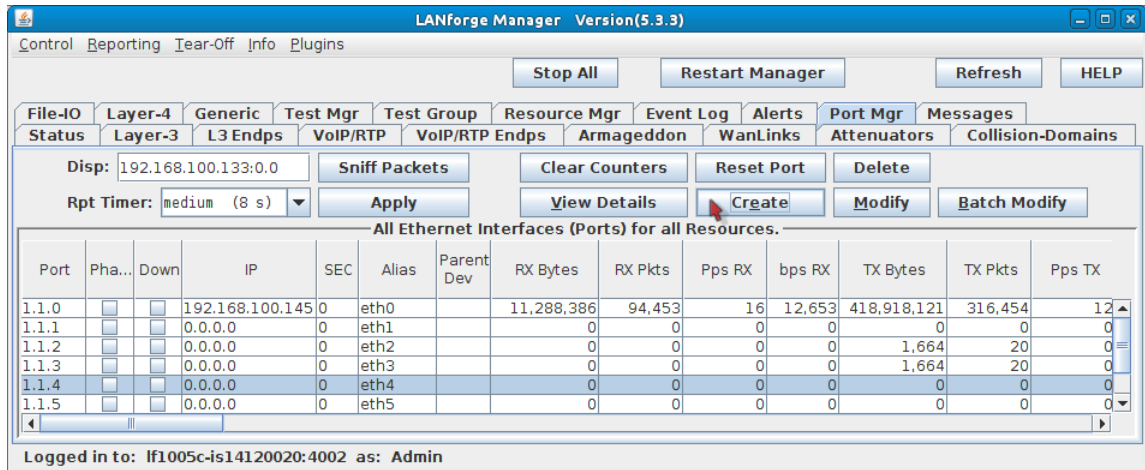 LANforge Manager Version(5.3.3)
Control Reporting Tear-Off Info Plugins
Stop All Restart Manager Refresh HELP
File-IO Layer-4 Generic Test Mgr Test Group Resource Mgr Event Log Alerts Port Mgr Messages
Status Layer-3 L3 Endps VoIP/RTP VoIP/RTP Endps Armageddon WanLinks Attenuators Collision-Domains
Disp: 192.168.100.133:0.0 Sniff Packets Clear Counters Reset Port Delete
Rpt Timer: medium (8 s) Apply View Details Create Modify Batch Modify
All Ethernet Interfaces (Ports) for all Resources.
Port Pha... Down IP SEC Alias Parent Dev RX Bytes RX Pkts Pps RX bps RX TX Bytes TX Pkts Pps TX
1.1.0 192.168.100.145 0 eth0 11,288,386 94,453 16 12,653 418,918,121 316,454 12
1.1.1 0.0.0.0 0 eth1 0 0 0 0 0 0 0
1.1.2 0.0.0.0 0 eth2 0 0 0 0 1,664 20 0
1.1.3 0.0.0.0 0 eth3 0 0 0 0 1,664 20 0
1.1.4 0.0.0.0 0 eth4 0 0 0 0 0 0 0
1.1.5 0.0.0.0 0 eth5 0 0 0 0 0 0 0
Logged in to: lf1005c-is14120020:4002 as: Admin